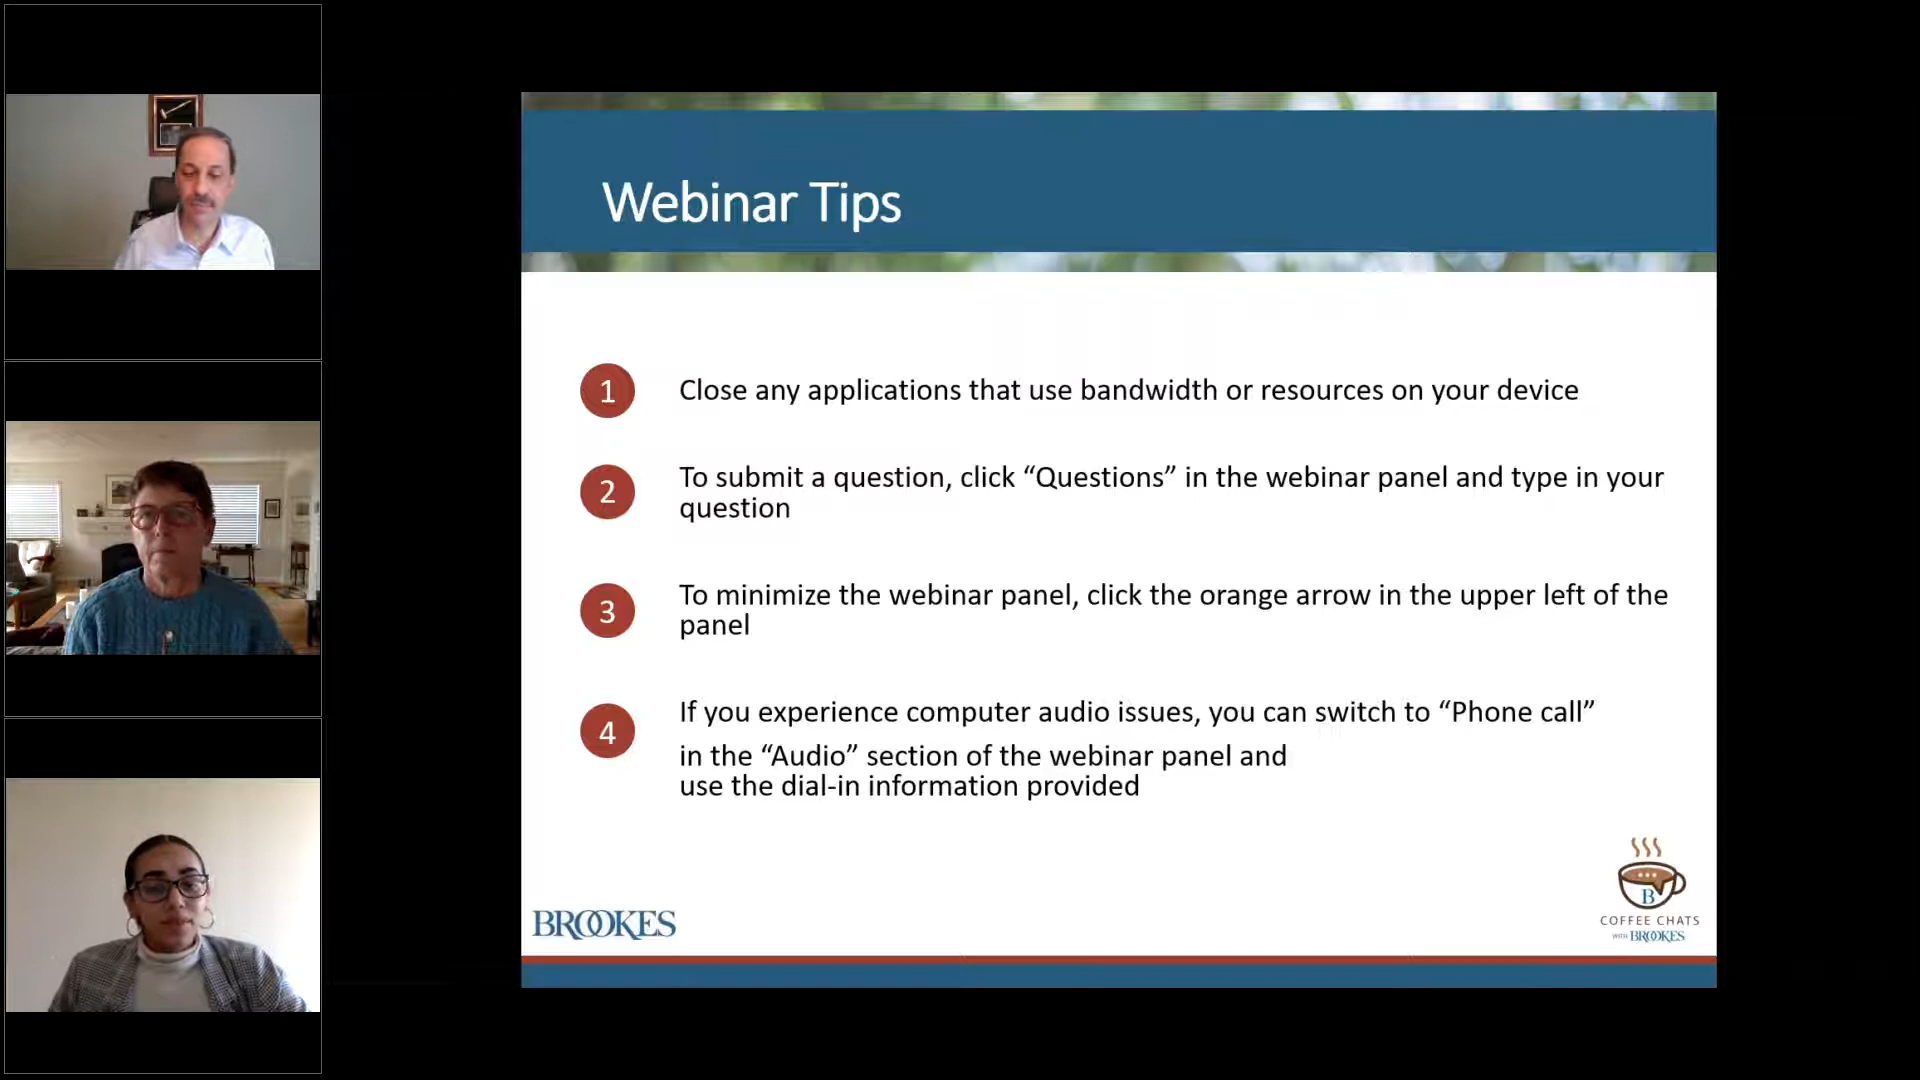 Webinar Tips
1
Close any applications that use bandwidth or resources on your device
2
To submit a question, click “Questions” in the webinar panel and type in your
question
3
To minimize the webinar panel, click the orange arrow in the upper left of the
panel
4
If you experience computer audio issues, you can switch to “Phone call”
in the “Audio” section of the webinar panel and
use the dial-in information provided
BROOKES
B
COFFEE CHATS
WITH BROOKES